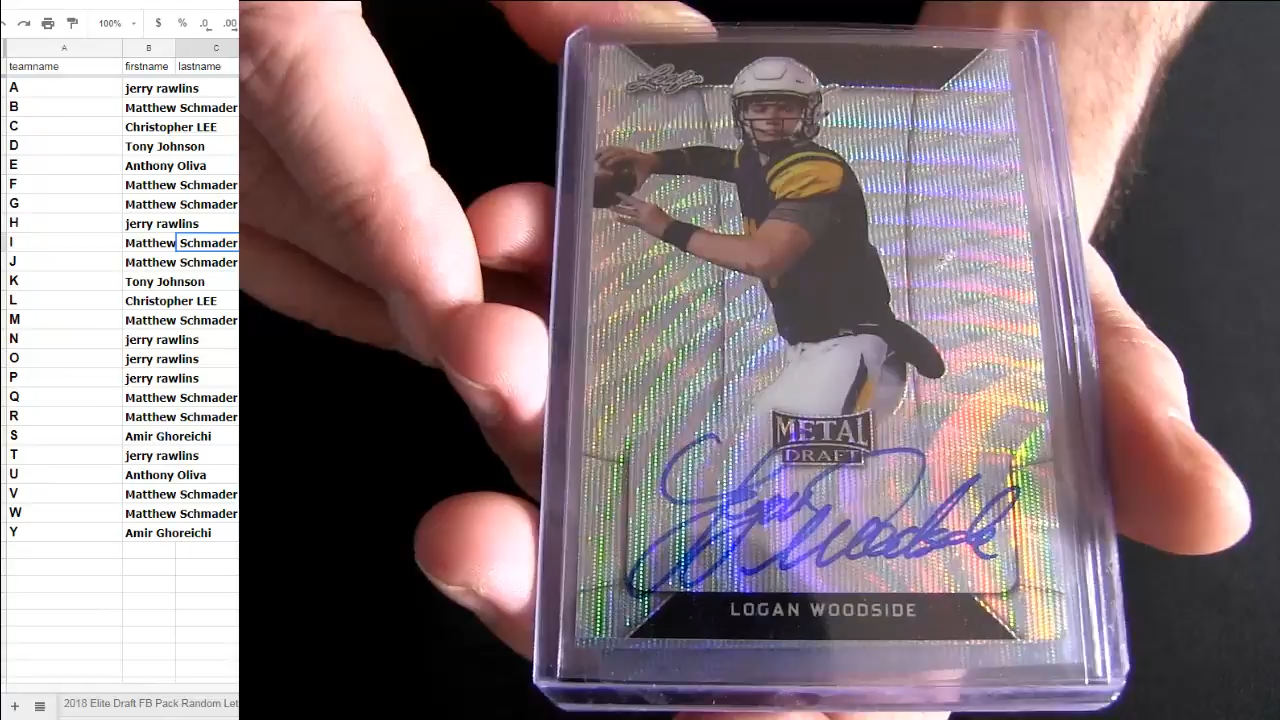 100% $ % .0 .00
A B C
teamname firstname lastname
A jerry rawlins
B Matthew Schmader
C Christopher LEE
D Tony Johnson
E Anthony Oliva
F Matthew Schmader
G Matthew Schmader
H jerry rawlins
I Matthew Schmader
J Matthew Schmader
K Tony Johnson
L Christopher LEE
M Matthew Schmader
N jerry rawlins
O jerry rawlins
P jerry rawlins
Q Matthew Schmader
R Matthew Schmader
S Amir Ghoreichi
T jerry rawlins
U Anthony Oliva
V Matthew Schmader
W Matthew Schmader
Y Amir Ghoreichi
2018 Elite Draft FB Pack Random Let
Leaf
METAL
DRAFT
Logan Woodside
LOGAN WOODSIDE